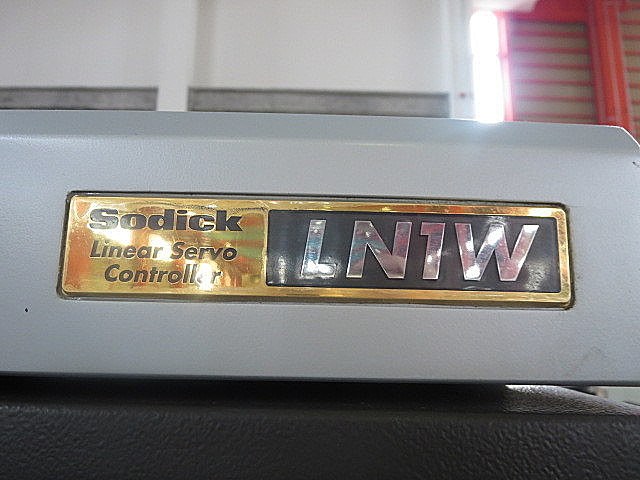 Sodick
Linear Servo
Controller
LN1W